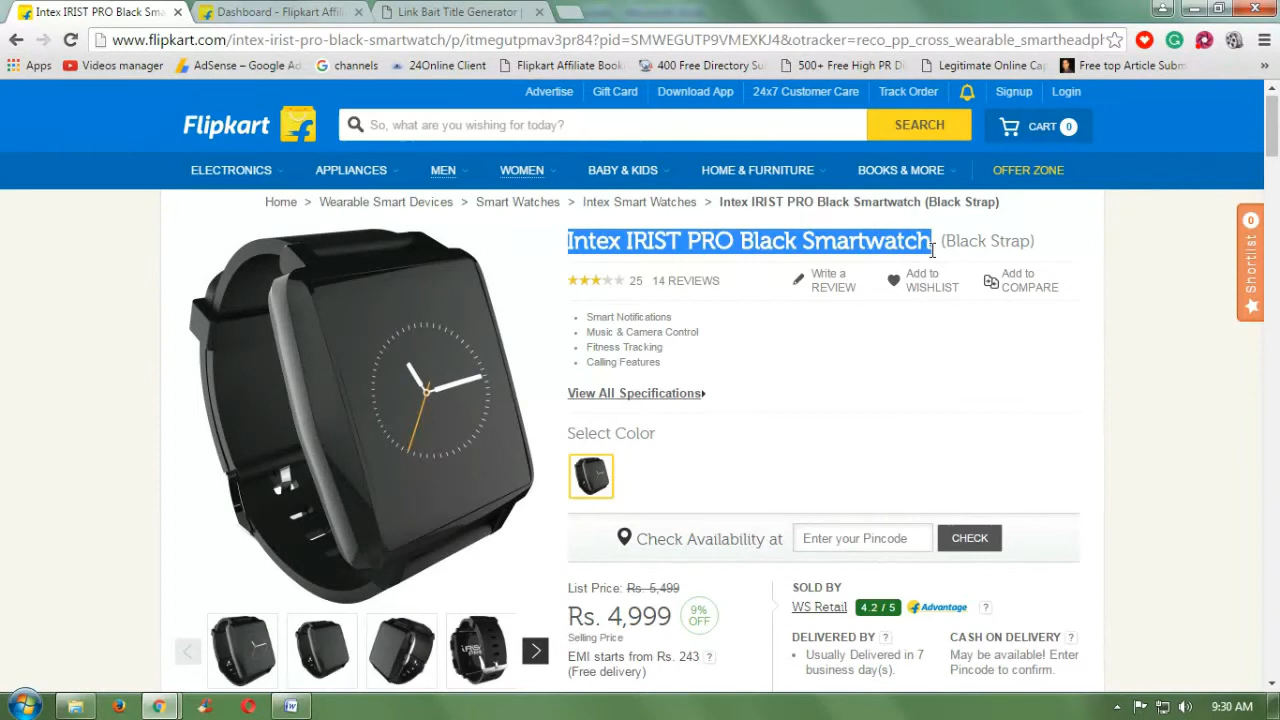 Intex IRIST PRO Black Sma
Dashboard - Flipkart Affili
Link Bait Title Generator
www.flipkart.com/intex-irist-pro-black-smartwatch/p/itmegutpmav3pr84?pid=SMWEGUTP9VMEXKJ4&otracker=reco_pp_cross_wearable_smartheadph
Apps Videos manager AdSense – Google Ad channels 24Online Client Flipkart Affiliate Book 400 Free Directory Su 500+ Free High PR Di Legitimate Online Cap Free top Article Subm »
Advertise Gift Card Download App 24x7 Customer Care Track Order Signup Login
Flipkart So, what are you wishing for today? SEARCH CART 0
ELECTRONICS APPLIANCES MEN WOMEN BABY & KIDS HOME & FURNITURE BOOKS & MORE OFFER ZONE
Home > Wearable Smart Devices > Smart Watches > Intex Smart Watches > Intex IRIST PRO Black Smartwatch (Black Strap)
Intex IRIST PRO Black Smartwatch (Black Strap)
25 14 REVIEWS
Write a REVIEW
Add to WISHLIST
Add to COMPARE
0
Shortlist
• Smart Notifications
• Music & Camera Control
• Fitness Tracking
• Calling Features
View All Specifications
Select Color
Check Availability at Enter your Pincode CHECK
List Price: Rs. 5,499
Rs. 4,999 9% OFF
Selling Price
EMI starts from Rs. 243 ?
(Free delivery)
SOLD BY
WS Retail 4.2 / 5 Advantage ?
DELIVERED BY ?
• Usually Delivered in 7
business day(s).
CASH ON DELIVERY ?
May be available! Enter
Pincode to confirm.
IRIST
9:30 AM